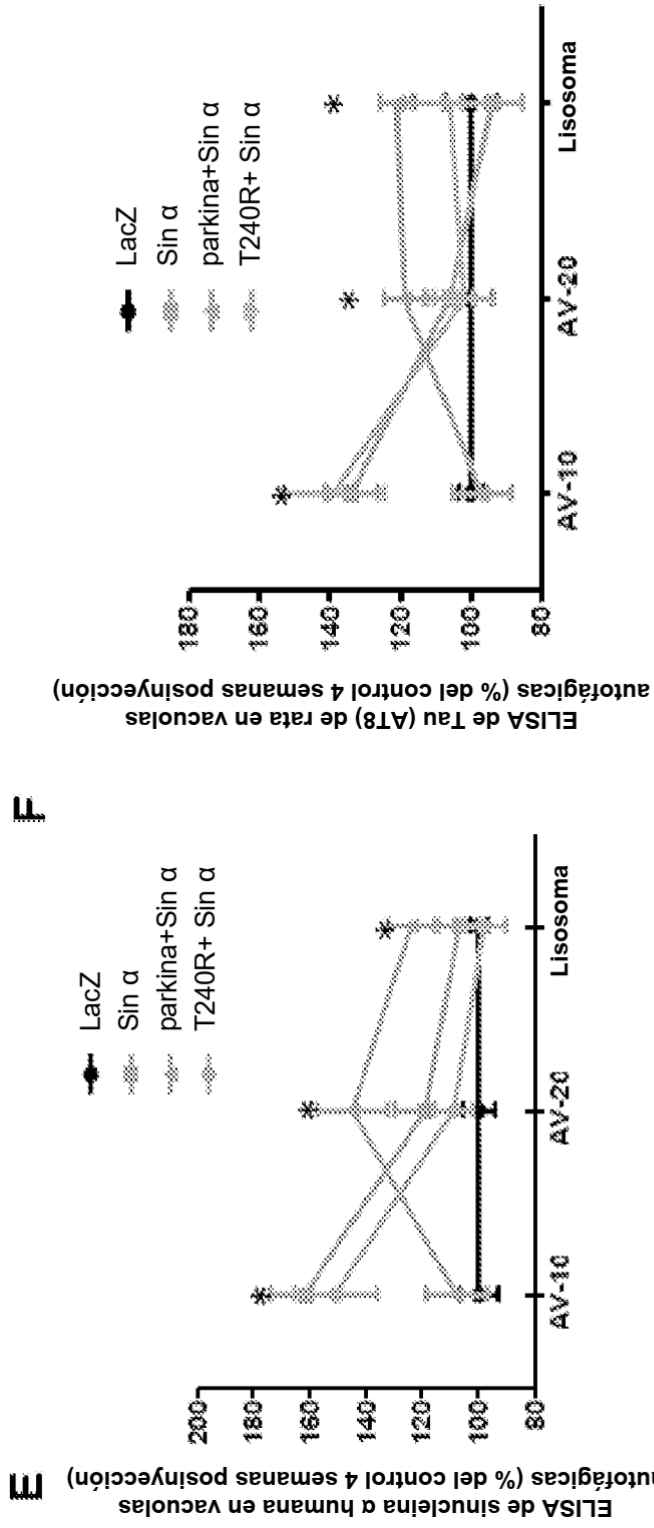 E
ELISA de sinucleina α humana en vacuolas
autofágicas (% del control 4 semanas posinyección)
200
180
160
140
120
100
80
LacZ
Sin α
parkina+Sin α
T240R+ Sin α
*
*
*
AV-10
AV-20
Lisosoma
F
ELISA de Tau (AT8) de rata en vacuolas
autofágicas (% del control 4 semanas posinyección)
180
160
140
120
100
80
LacZ
Sin α
parkina+Sin α
T240R+ Sin α
*
*
*
AV-10
AV-20
Lisosoma